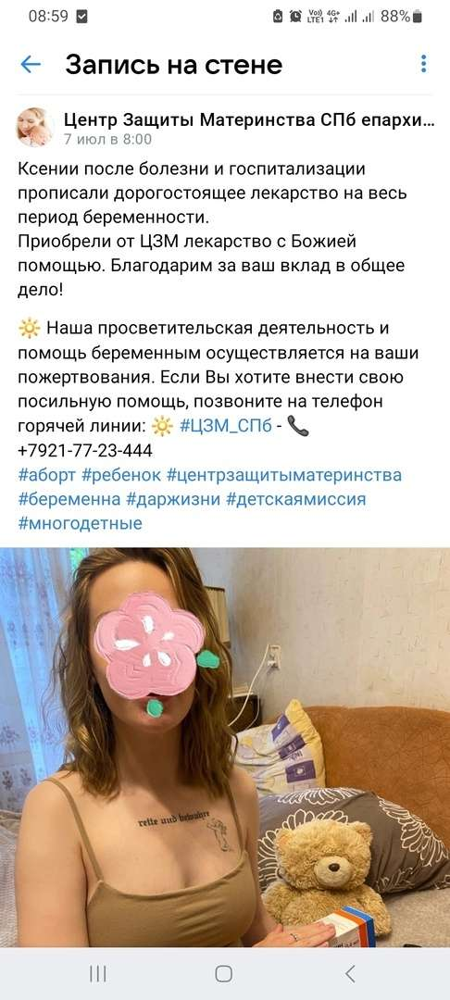 08:59
Vo)) 4G+ 88%
LTE1
Запись на стене
Центр Защиты Материнства СПб епархи...
7 июл в 8:00
Ксении после болезни и госпитализации
прописали дорогостоящее лекарство на весь
период беременности.
Приобрели от ЦЗМ лекарство с Божией
помощью. Благодарим за ваш вклад в общее
дело!
Наша просветительская деятельность и
помощь беременным осуществляется на ваши
пожертвования. Если Вы хотите внести свою
посильную помощь, позвоните на телефон
горячей линии: #ЦЗМ_СПб -
+7921-77-23-444
#аборт #ребенок #центрзащитыматеринства
#беременна #даржизни #детскаямиссия
#многодетные
rette und bewahre